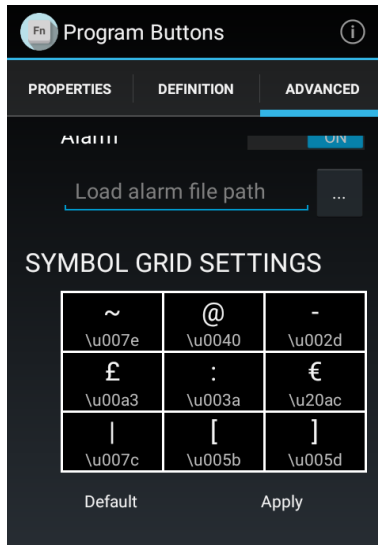 Fn Program Buttons i
PROPERTIES DEFINITION ADVANCED
Alarm ON
Load alarm file path ...
SYMBOL GRID SETTINGS
~ @ -
\u007e \u0040 \u002d
£ : €
\u00a3 \u003a \u20ac
| [ ]
\u007c \u005b \u005d
Default Apply